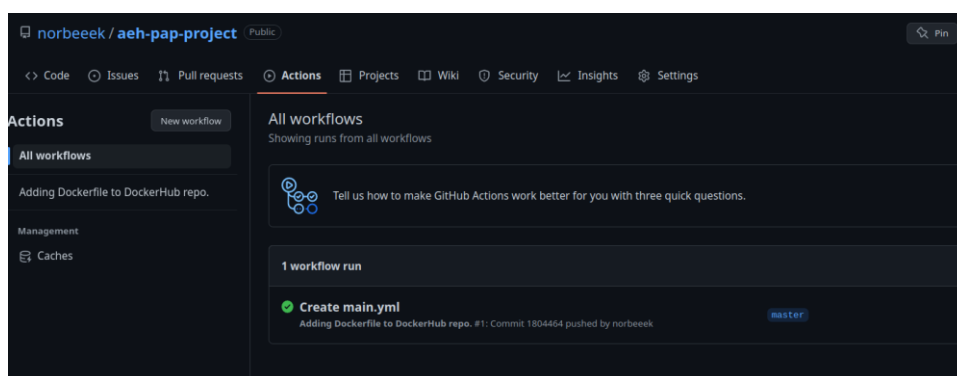 norbeeek / aeh-pap-project Public
Pin
<> Code Issues Pull requests Actions Projects Wiki Security Insights Settings
Actions
New workflow
All workflows
Adding Dockerfile to DockerHub repo.
Management
Caches
All workflows
Showing runs from all workflows
Tell us how to make GitHub Actions work better for you with three quick questions.
1 workflow run
Create main.yml
master
Adding Dockerfile to DockerHub repo. #1: Commit 1804464 pushed by norbeeek